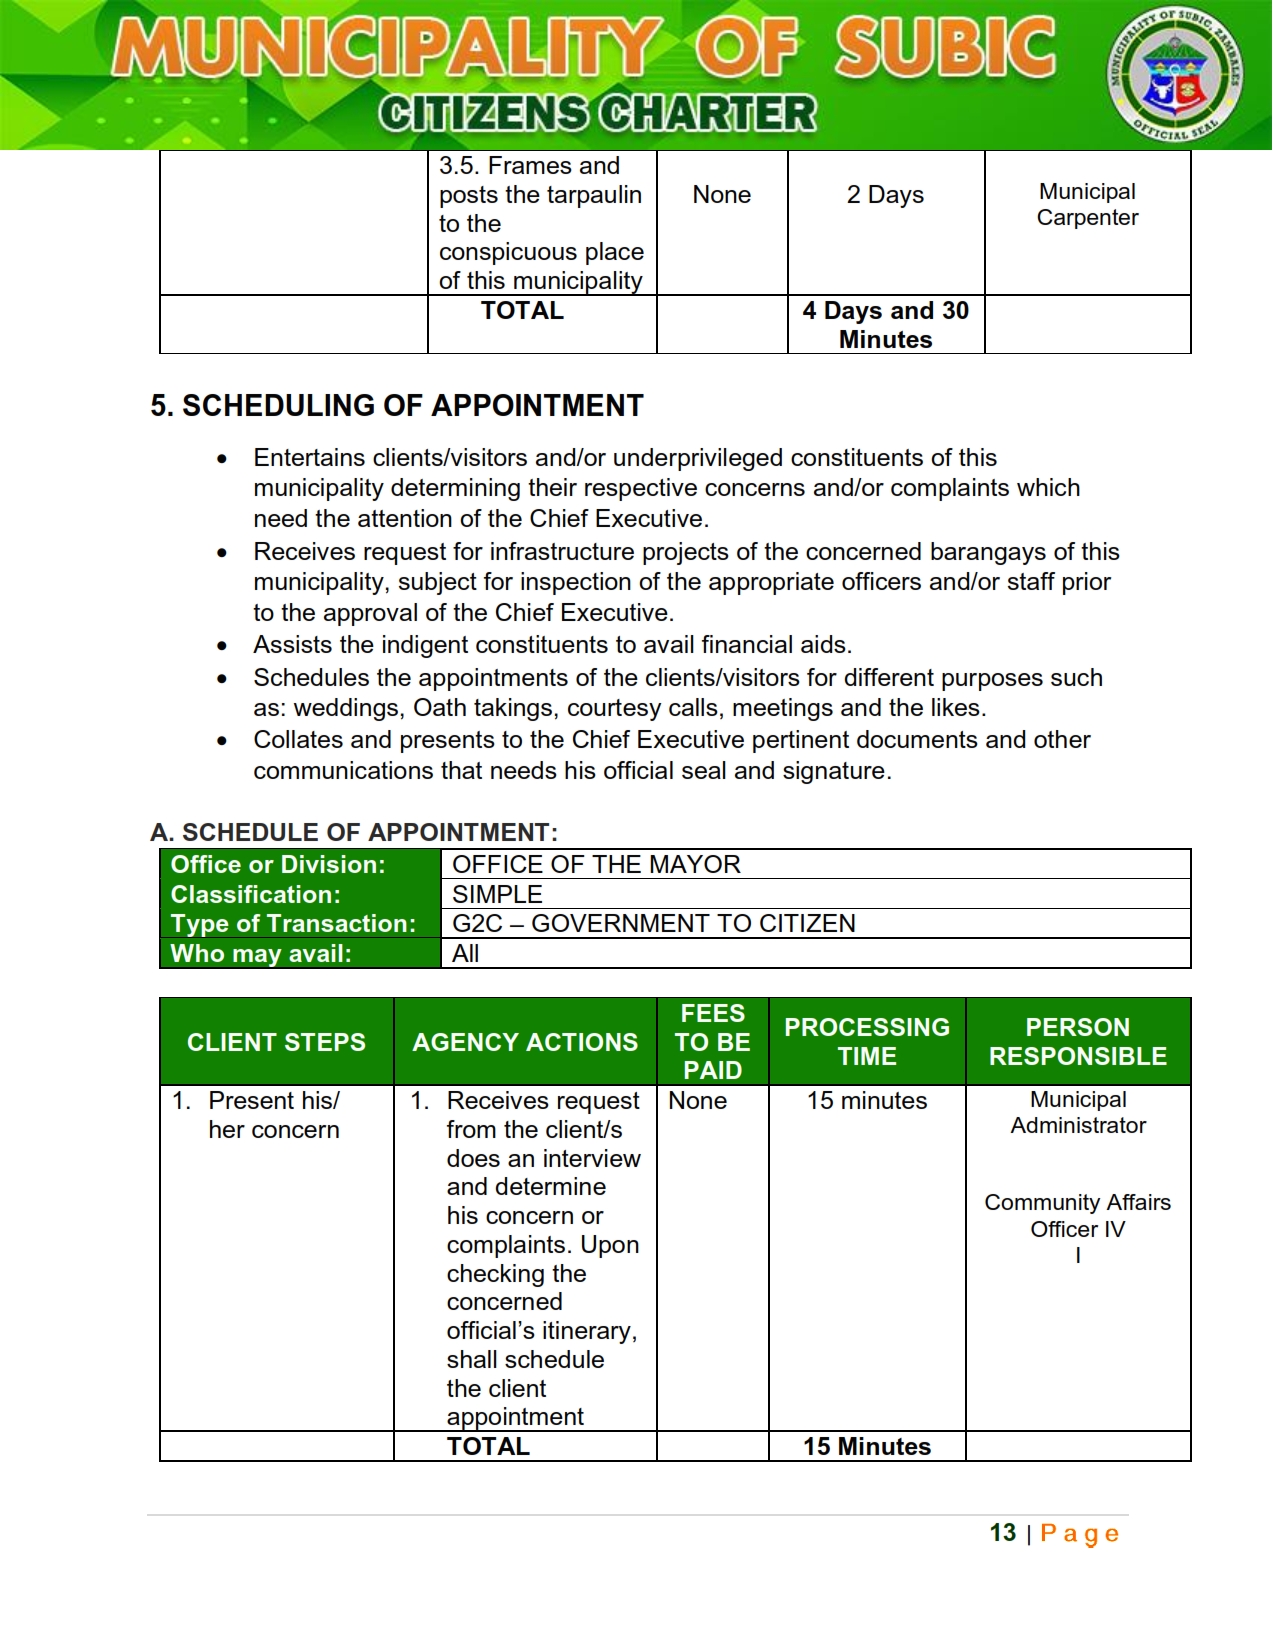 MUNICIPALITY OF SUBIC
CITIZENS CHARTER
MUNICIPALITY OF SUBIC, ZAMBALES
OFFICIAL SEAL
3.5. Frames and
posts the tarpaulin
to the
conspicuous place
of this municipality
None
2 Days
Municipal
Carpenter
TOTAL
4 Days and 30
Minutes
5. SCHEDULING OF APPOINTMENT
• Entertains clients/visitors and/or underprivileged constituents of this
municipality determining their respective concerns and/or complaints which
need the attention of the Chief Executive.
• Receives request for infrastructure projects of the concerned barangays of this
municipality, subject for inspection of the appropriate officers and/or staff prior
to the approval of the Chief Executive.
• Assists the indigent constituents to avail financial aids.
• Schedules the appointments of the clients/visitors for different purposes such
as: weddings, Oath takings, courtesy calls, meetings and the likes.
• Collates and presents to the Chief Executive pertinent documents and other
communications that needs his official seal and signature.
A. SCHEDULE OF APPOINTMENT:
Office or Division: OFFICE OF THE MAYOR
Classification: SIMPLE
Type of Transaction: G2C – GOVERNMENT TO CITIZEN
Who may avail: All
CLIENT STEPS
AGENCY ACTIONS
FEES
TO BE
PAID
PROCESSING
TIME
PERSON
RESPONSIBLE
1. Present his/
her concern
1. Receives request
from the client/s
does an interview
and determine
his concern or
complaints. Upon
checking the
concerned
official’s itinerary,
shall schedule
the client
appointment
None
15 minutes
Municipal
Administrator
Community Affairs
Officer IV
I
TOTAL
15 Minutes
13 | Page